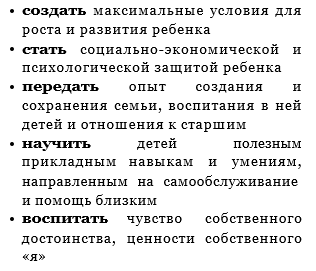 • создать максимальные условия для
роста и развития ребенка
• стать социально-экономической и
психологической защитой ребенка
• передать опыт создания и
сохранения семьи, воспитания в ней
детей и отношения к старшим
• научить детей полезным
прикладным навыкам и умениям,
направленным на самообслуживание
и помощь близким
• воспитать чувство собственного
достоинства, ценности собственного
«я»